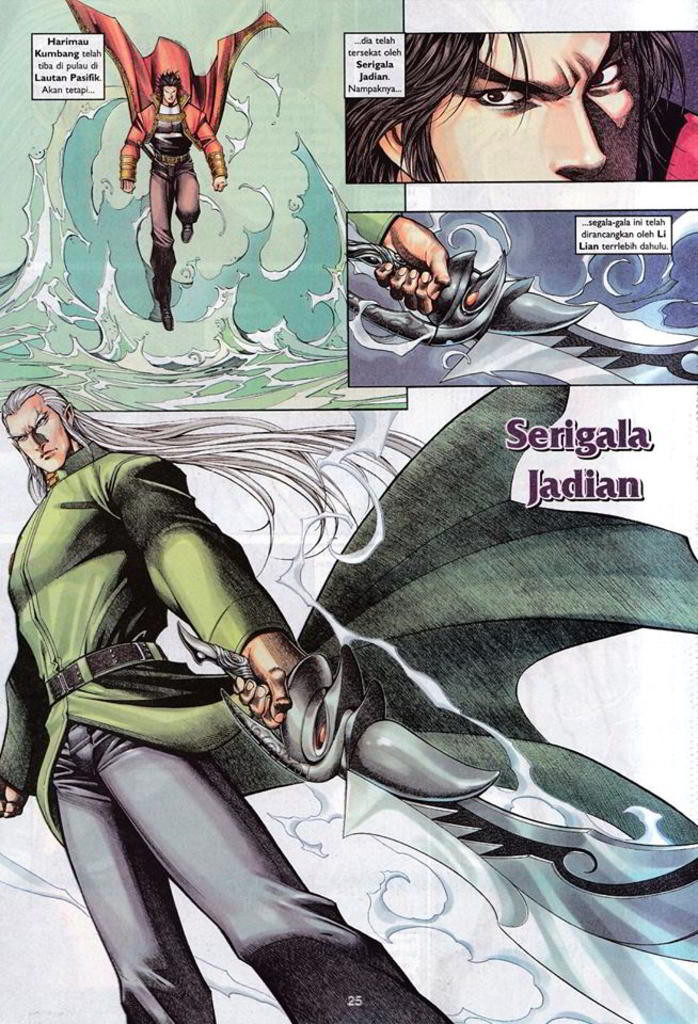 Harimau
Kumbang telah
tiba di pulau di
Lautan Pasifik.
Akan tetapi...
...dia telah
tersekat oleh
Serigala
Jadian.
Nampaknya...
...segala-gala ini telah
dirancangkan oleh Li
Lian terrlebih dahulu.
Serigala
Jadian
25